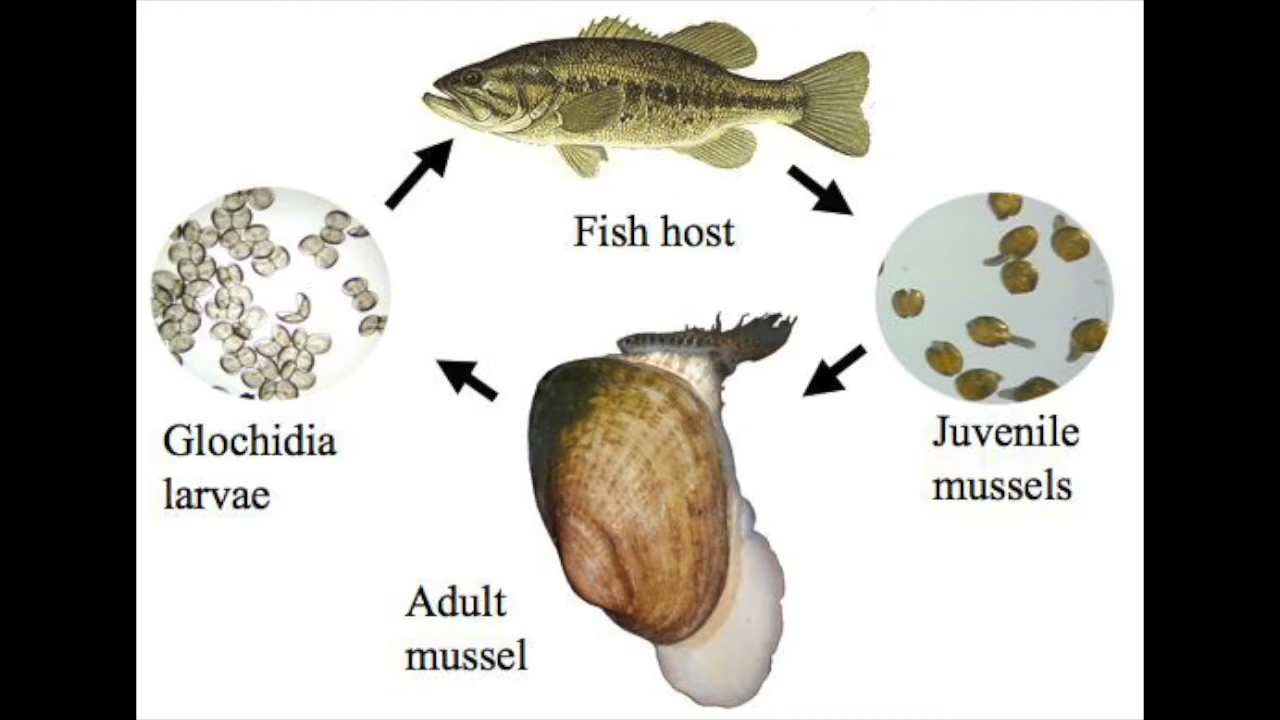 Fish host
Glochidia
larvae
Juvenile
mussels
Adult
mussel